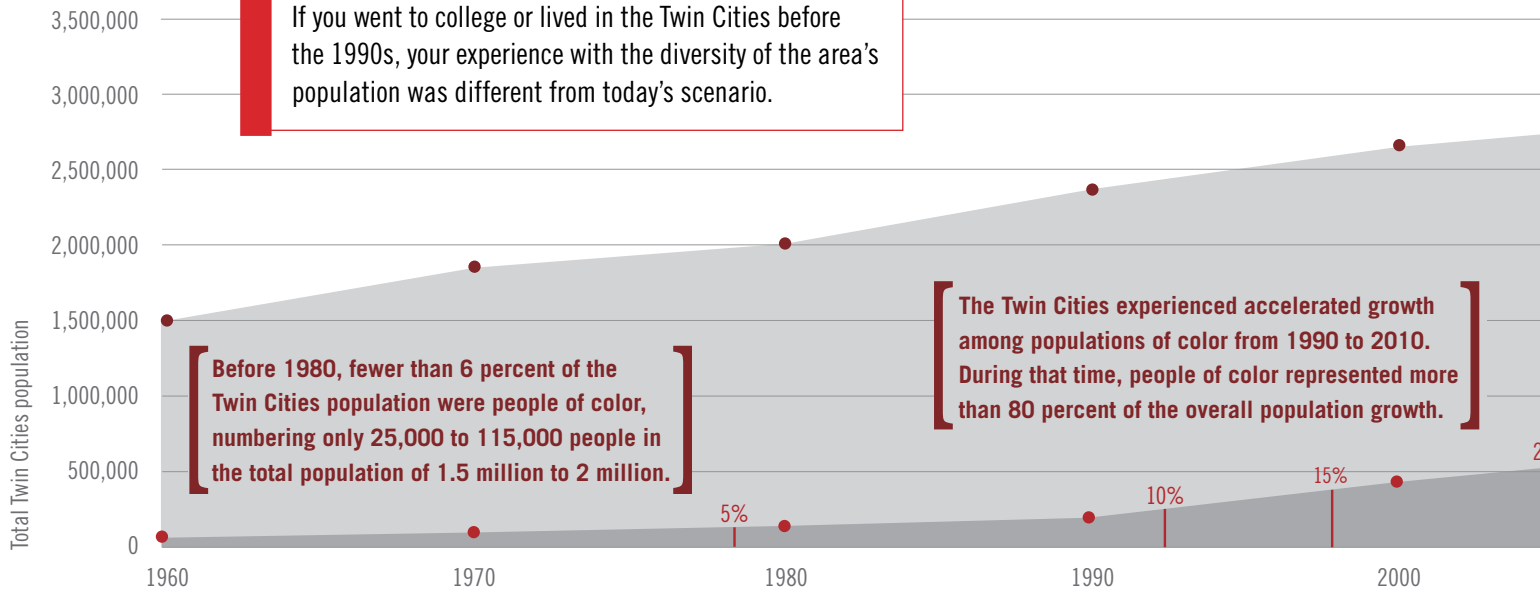 3,500,000
If you went to college or lived in the Twin Cities before
the 1990s, your experience with the diversity of the area’s
population was different from today’s scenario.
3,000,000
2,500,000
2,000,000
1,500,000
1,000,000
500,000
0
Total Twin Cities population
Before 1980, fewer than 6 percent of the
Twin Cities population were people of color,
numbering only 25,000 to 115,000 people in
the total population of 1.5 million to 2 million.
The Twin Cities experienced accelerated growth
among populations of color from 1990 to 2010.
During that time, people of color represented more
than 80 percent of the overall population growth.
5%
10%
15%
1960
1970
1980
1990
2000